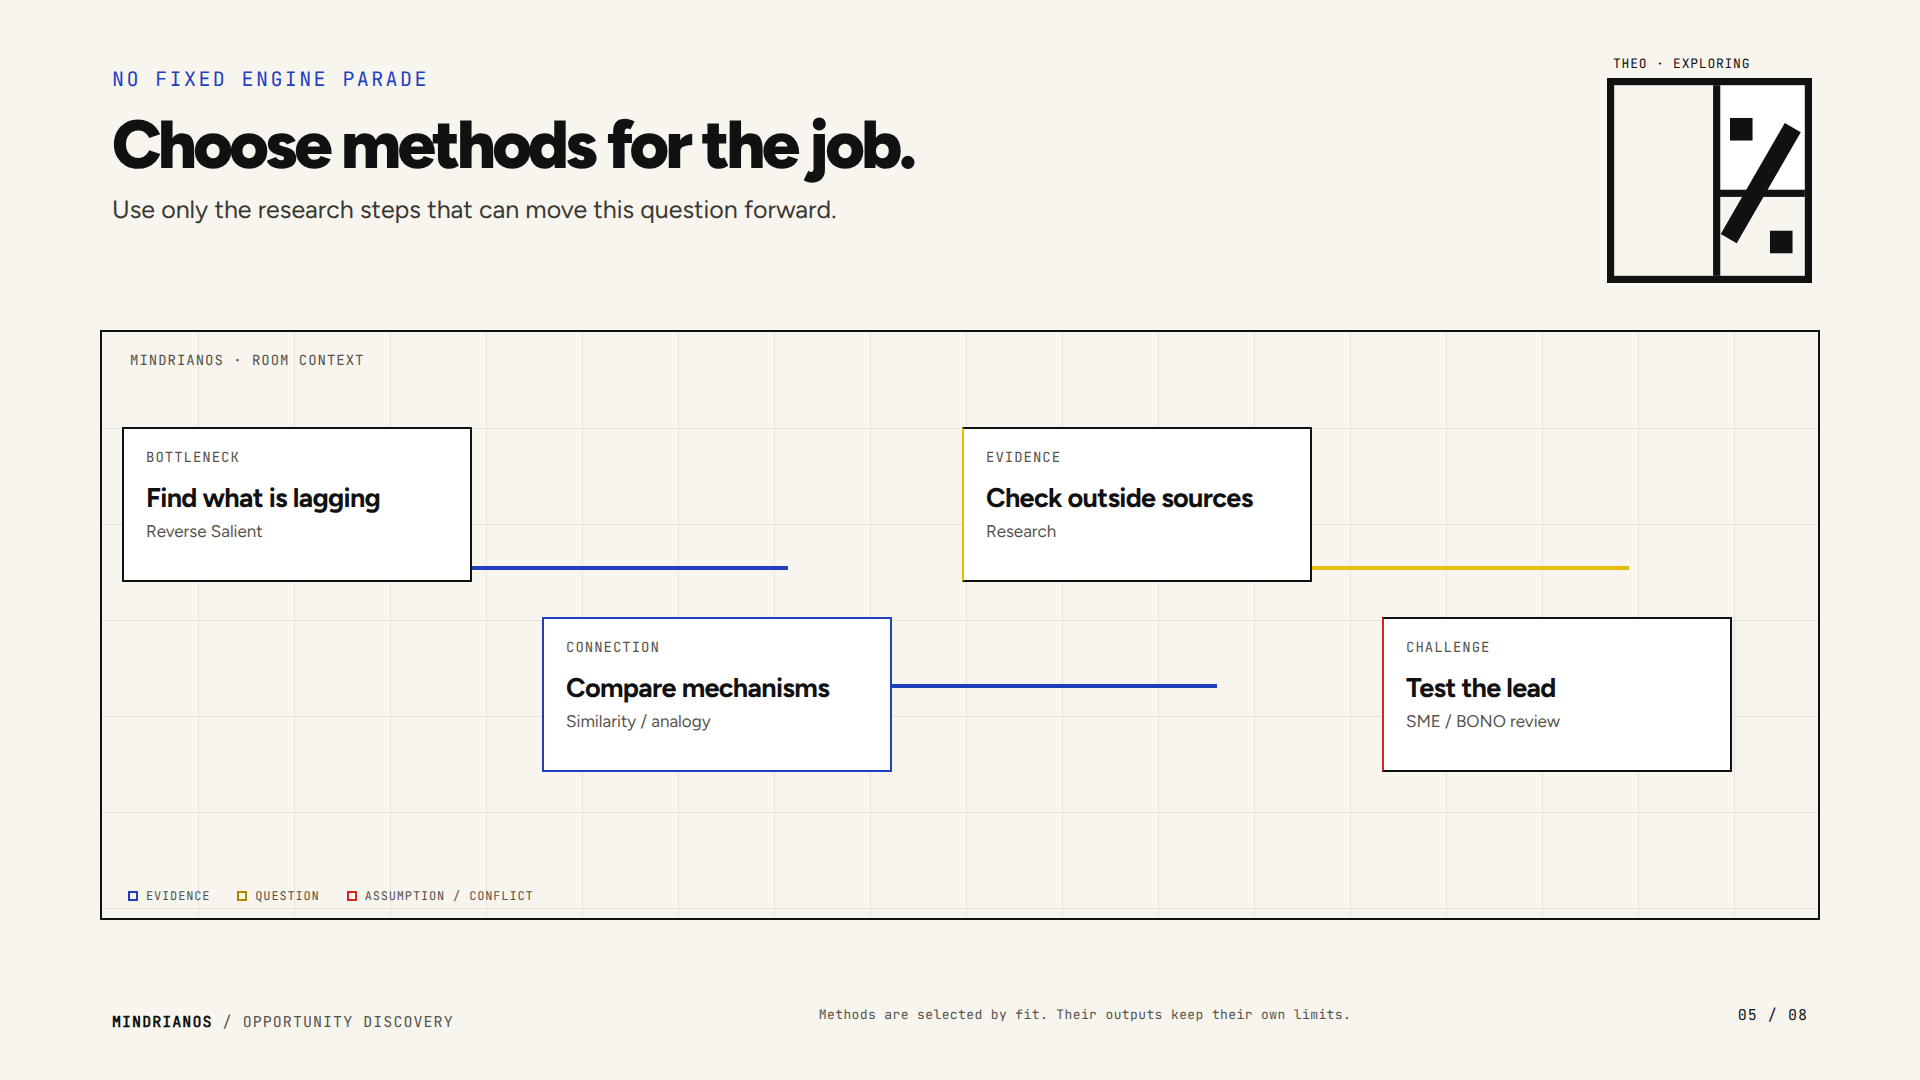 NO FIXED ENGINE PARADE
Choose methods for the job.
Use only the research steps that can move this question forward.
THEO · EXPLORING
MINDRIANOS · ROOM CONTEXT
BOTTLENECK
Find what is lagging
Reverse Salient
EVIDENCE
Check outside sources
Research
CONNECTION
Compare mechanisms
Similarity / analogy
CHALLENGE
Test the lead
SME / BONO review
EVIDENCE
QUESTION
ASSUMPTION / CONFLICT
MINDRIANOS / OPPORTUNITY DISCOVERY
Methods are selected by fit. Their outputs keep their own limits.
05 / 08